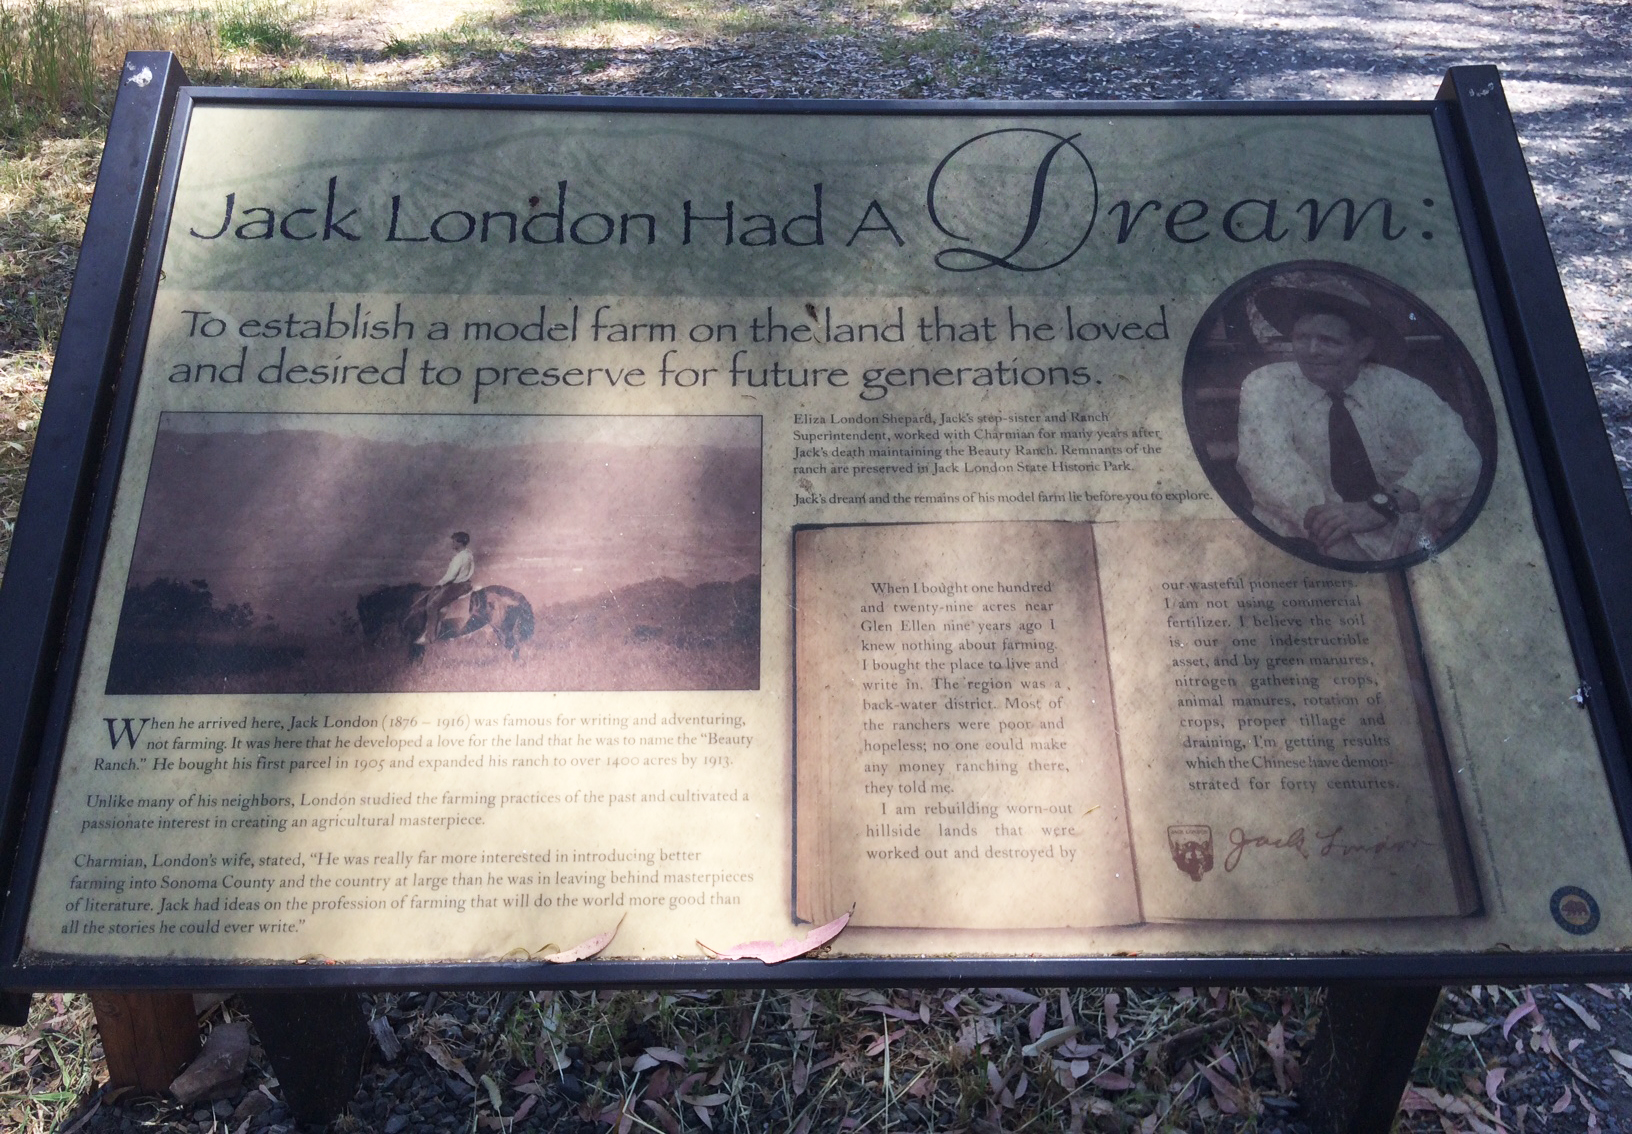 Jack London Had A Dream:
To establish a model farm on the land that he loved
and desired to preserve for future generations.
Eliza London Shepard, Jack's step-sister and Ranch
Superintendent, worked with Charmian for many years after
Jack's death maintaining the Beauty Ranch. Remnants of the
ranch are preserved in Jack London State Historic Park.
Jack's dream and the remains of his model farm lie before you to explore.
When he arrived here, Jack London (1876 – 1916) was famous for writing and adventuring,
not farming. It was here that he developed a love for the land that he was to name the "Beauty
Ranch." He bought his first parcel in 1905 and expanded his ranch to over 1400 acres by 1913.
Unlike many of his neighbors, London studied the farming practices of the past and cultivated a
passionate interest in creating an agricultural masterpiece.
Charmian, London's wife, stated, "He was really far more interested in introducing better
farming into Sonoma County and the country at large than he was in leaving behind masterpieces
of literature. Jack had ideas on the profession of farming that will do the world more good than
all the stories he could ever write."
When I bought one hundred
and twenty-nine acres near
Glen Ellen nine years ago I
knew nothing about farming.
I bought the place to live and
write in. The region was a
back-water district. Most of
the ranchers were poor and
hopeless; no one could make
any money ranching there,
they told me.
I am rebuilding worn-out
hillside lands that were
worked out and destroyed by
our wasteful pioneer farmers.
I am not using commercial
fertilizer. I believe the soil
is our one indestructible
asset, and by green manures,
nitrogen gathering crops,
animal manures, rotation of
crops, proper tillage and
draining, I'm getting results
which the Chinese have demon-
strated for forty centuries.
Jack London